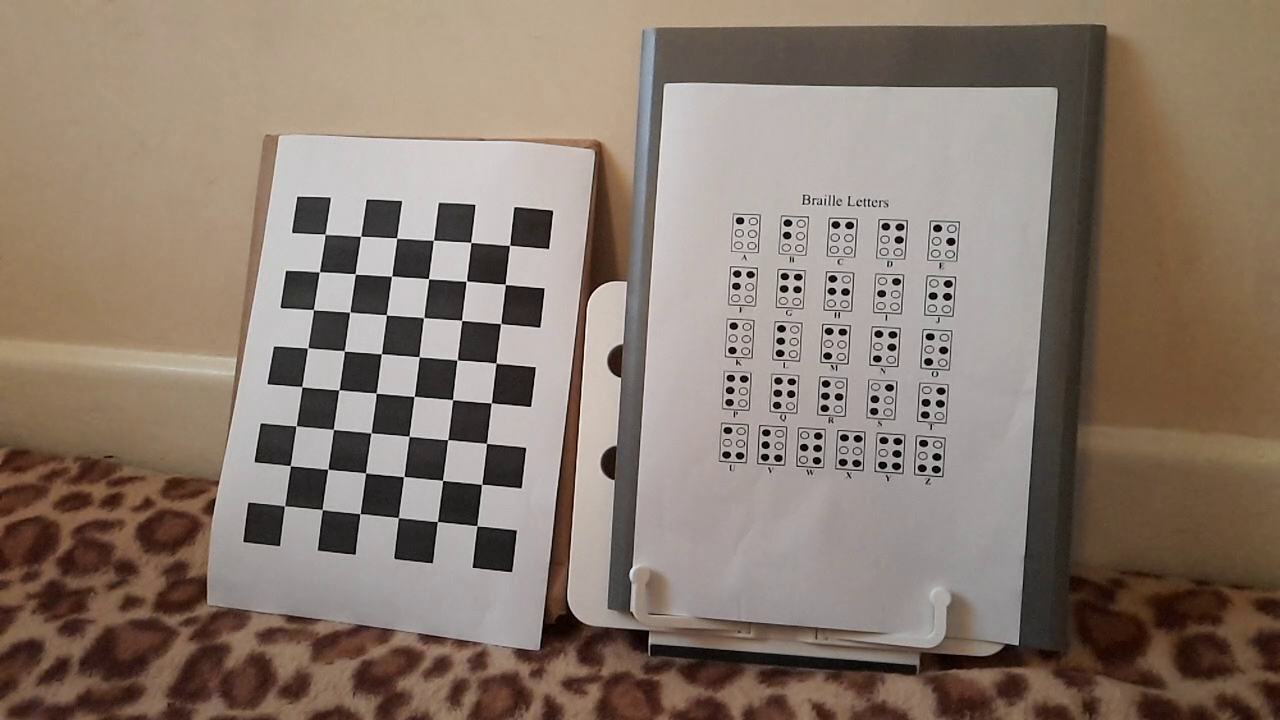 Braille Letters
A B C D E
F G H I J
K L M N O
P Q R S T
U V W X Y Z